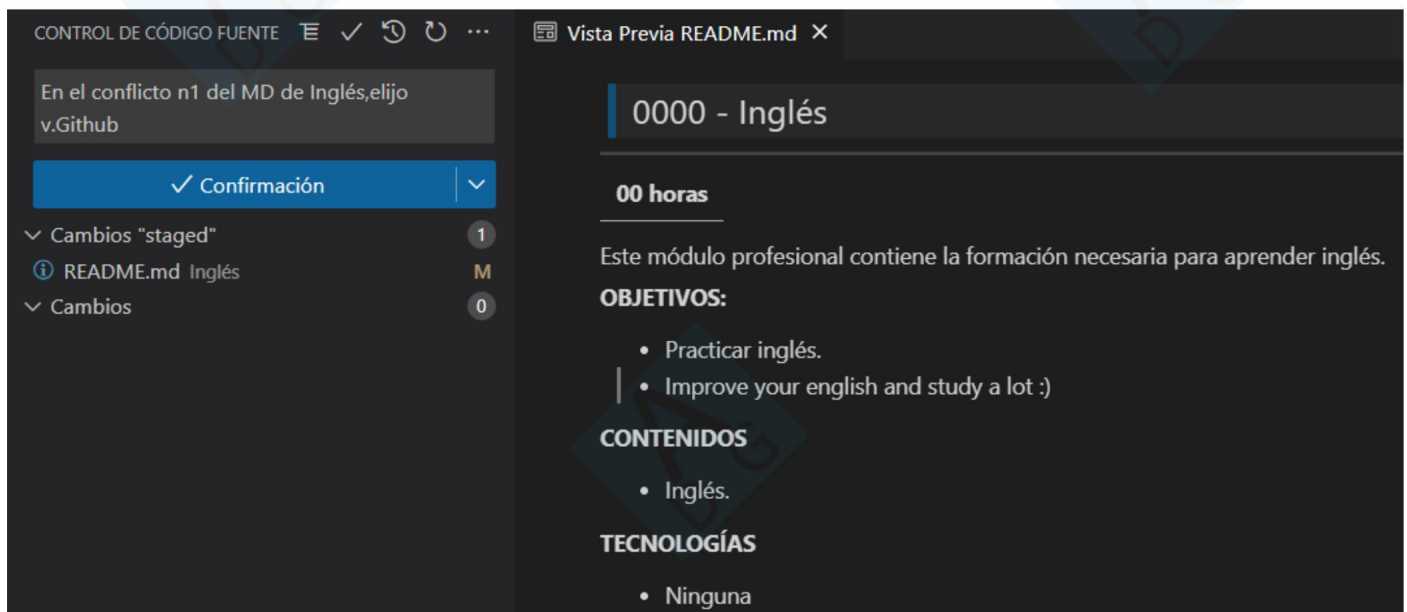 CONTROL DE CÓDIGO FUENTE
En el conflicto n1 del MD de Inglés,elijo
v.Github
Confirmación
Cambios "staged" 1
README.md Inglés M
Cambios 0
Vista Previa README.md
0000 - Inglés
00 horas
Este módulo profesional contiene la formación necesaria para aprender inglés.
OBJETIVOS:
• Practicar inglés.
• Improve your english and study a lot :)
CONTENIDOS
• Inglés.
TECNOLOGÍAS
• Ninguna